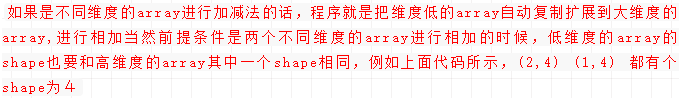 如果是不同维度的array进行加减法的话，程序就是把维度低的array自动复制扩展到大维度的
array,进行相加当然前提条件是两个不同维度的array进行相加的时候，低维度的array的
shape也要和高维度的array其中一个shape相同，例如上面代码所示，(2,4) (1,4) 都有个
shape为4